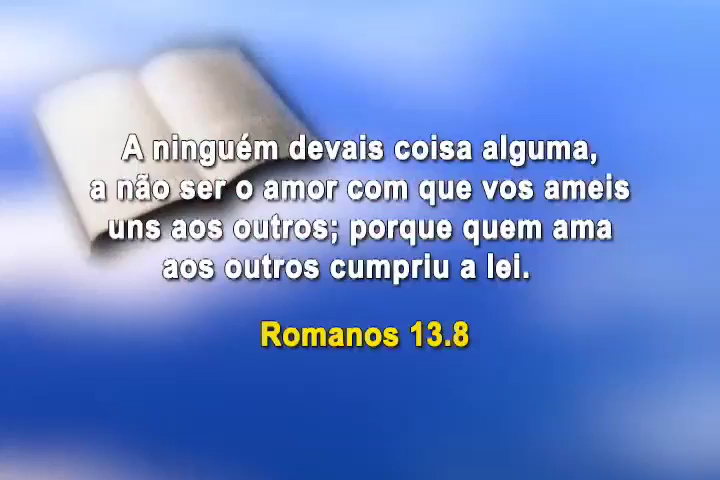 A ninguém devais coisa alguma,
a não ser o amor com que vos ameis
uns aos outros; porque quem ama
aos outros cumpriu a lei.
Romanos 13.8